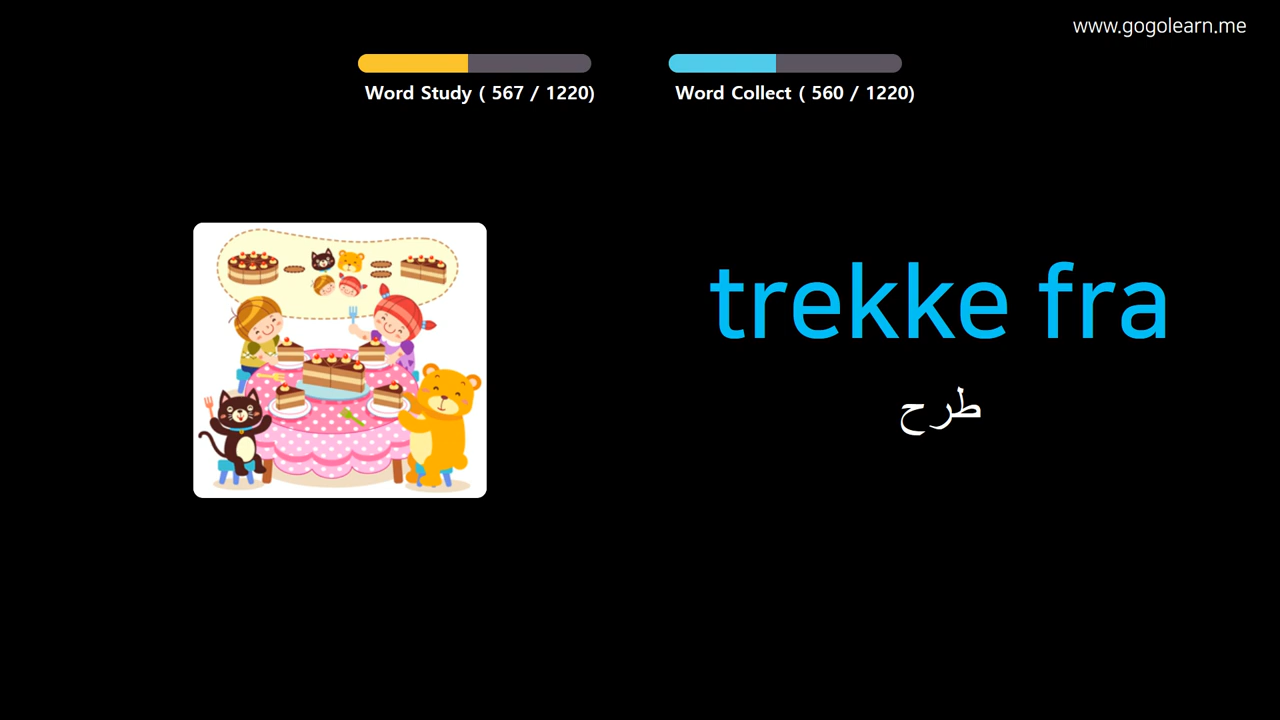 www.gogolearn.me
Word Study ( 567 / 1220)
Word Collect ( 560 / 1220)
trekke fra
طرح